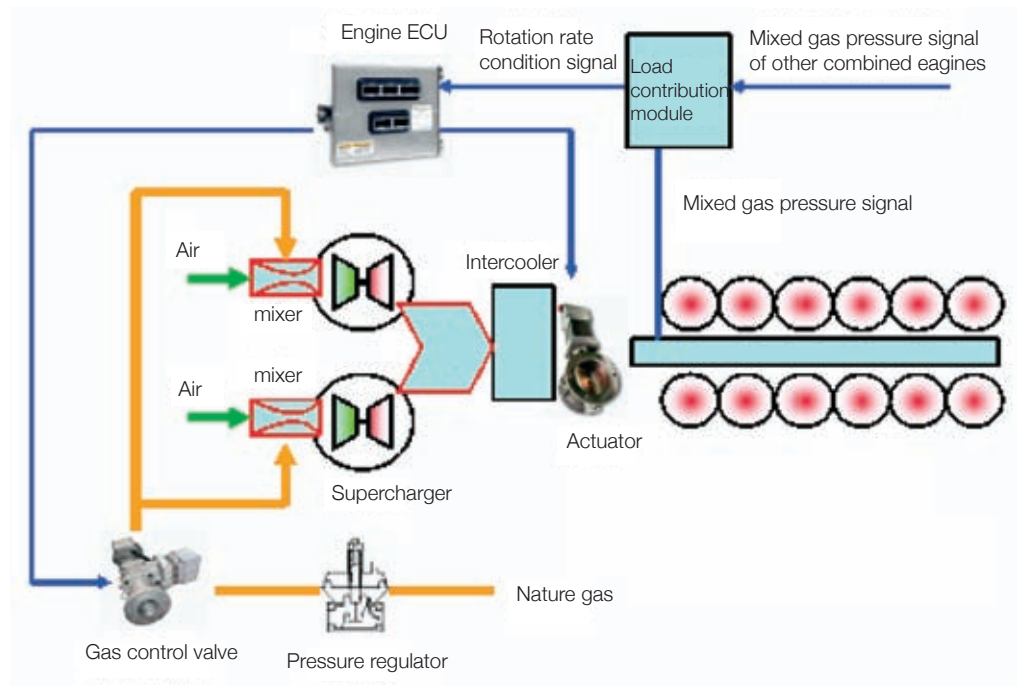 Engine ECU
Rotation rate
condition signal
Load
contribution
module
Mixed gas pressure signal
of other combined eagines
Mixed gas pressure signal
Air
mixer
Intercooler
Air
mixer
Actuator
Supercharger
Nature gas
Gas control valve
Pressure regulator